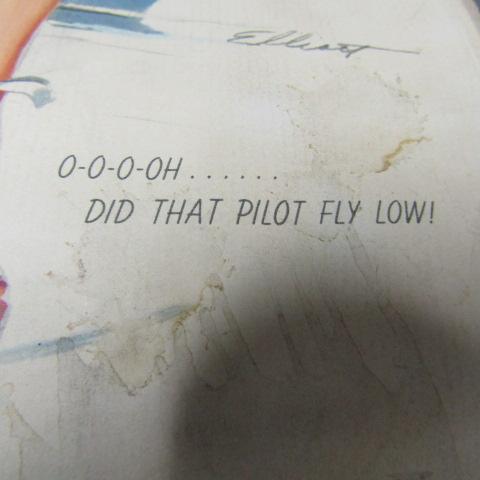 Elliott
O-O-O-OH......
DID THAT PILOT FLY LOW!